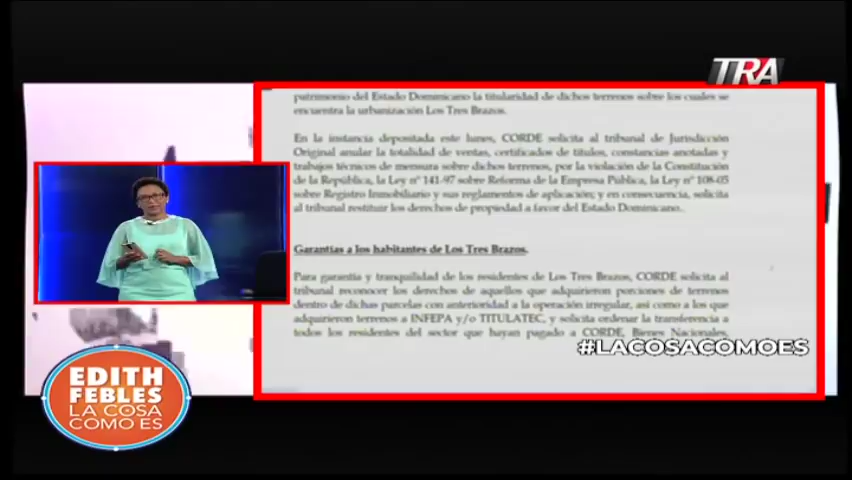 TRA
patrimonio del Estado Dominicano la titularidad de dichos terrenos sobre los cuales se
encuentra la urbanización Los Tres Brazos.
En la instancia depositada este lunes, CORDE solicita al tribunal de Jurisdicción
Original anular la totalidad de ventas, certificados de títulos, constancias anotadas y
trabajos técnicos de mensura sobre dichos terrenos, por la violación de la Constitución
de la República, la Ley nº 141-97 sobre Reforma de la Empresa Pública, la Ley nº 108-05
sobre Registro Inmobiliario y sus reglamentos de aplicación; y en consecuencia, solicita
al tribunal restituir los derechos de propiedad a favor del Estado Dominicano.
Garantías a los habitantes de Los Tres Brazos.
Para garantía y tranquilidad de los residentes de Los Tres Brazos, CORDE solicita al
tribunal reconocer los derechos de aquellos que adquirieron porciones de terrenos
dentro de dichas parcelas con anterioridad a la operación irregular, así como a los que
adquirieron terrenos a INFEPA y/o TITULATEC, y solicita ordenar la transferencia a
todos los residentes del sector que hayan pagado a CORDE, Bienes Nacionales,
#LACOSACOMOES
EDITH
FEBLES
LA COSA
COMO ES